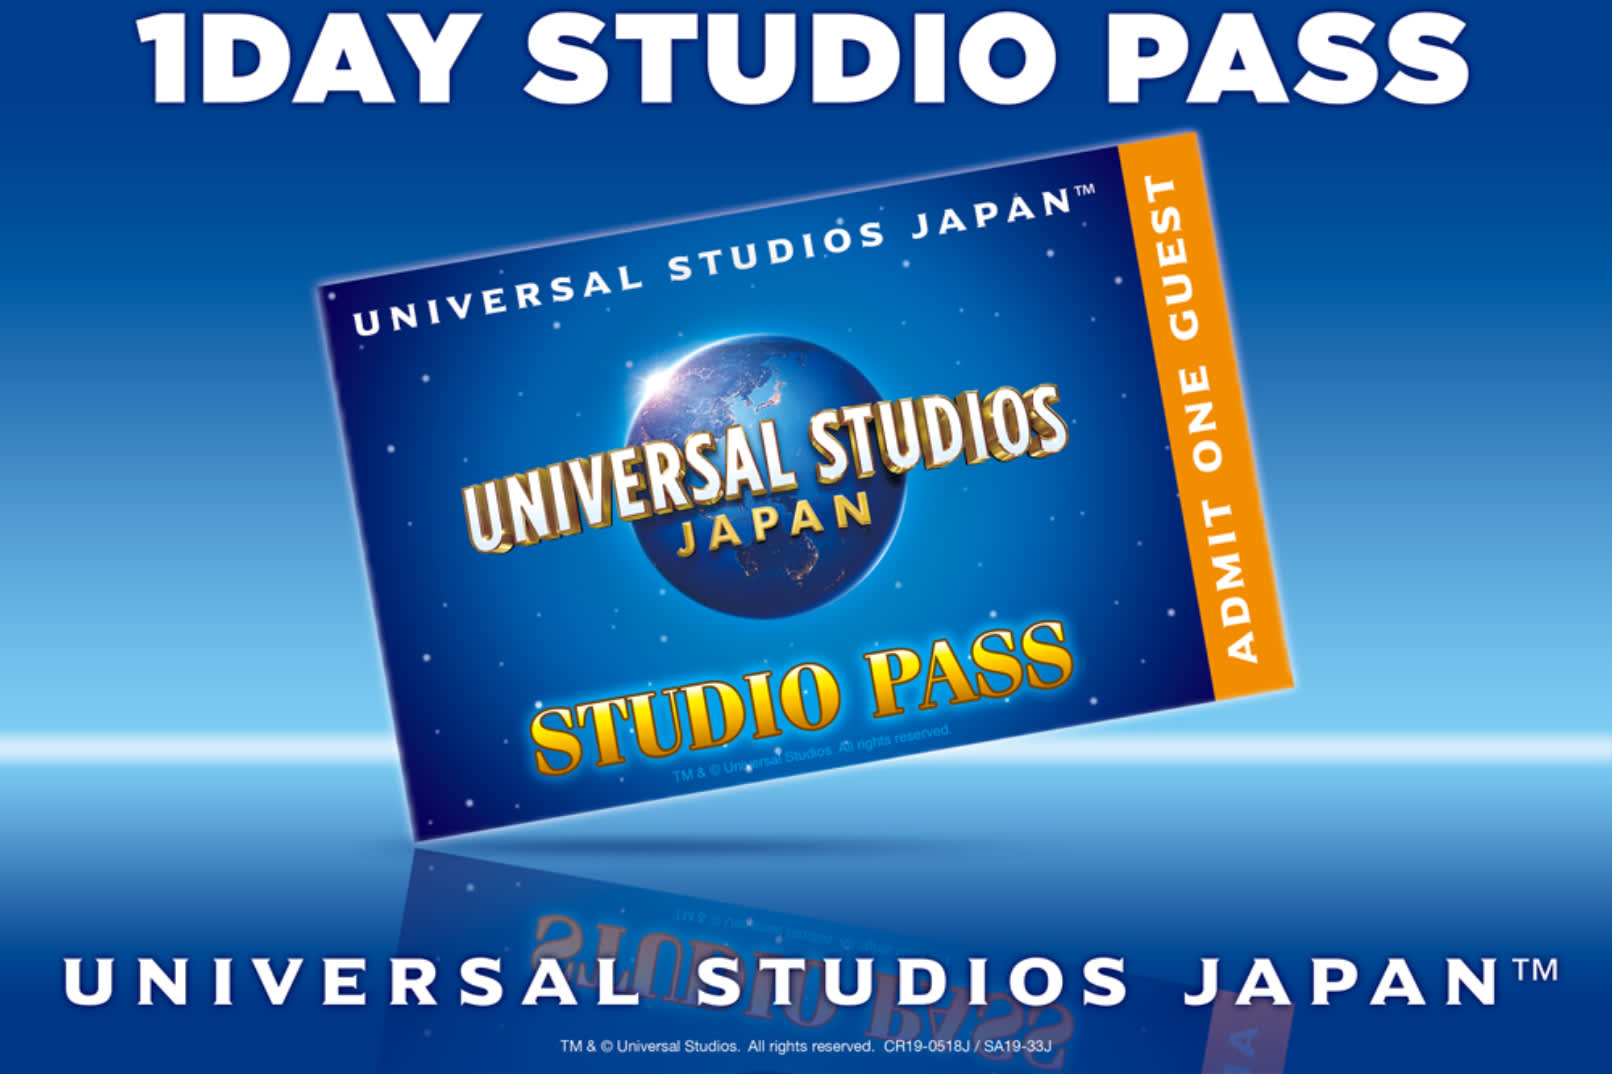 1DAY STUDIO PASS
UNIVERSAL STUDIOS JAPAN™
ADMIT ONE GUEST
UNIVERSAL STUDIOS
JAPAN
STUDIO PASS
TM & © Universal Studios. All rights reserved.
UNIVERSAL STUDIOS JAPAN™
TM & © Universal Studios. All rights reserved. CR19-0518J / SA19-33J